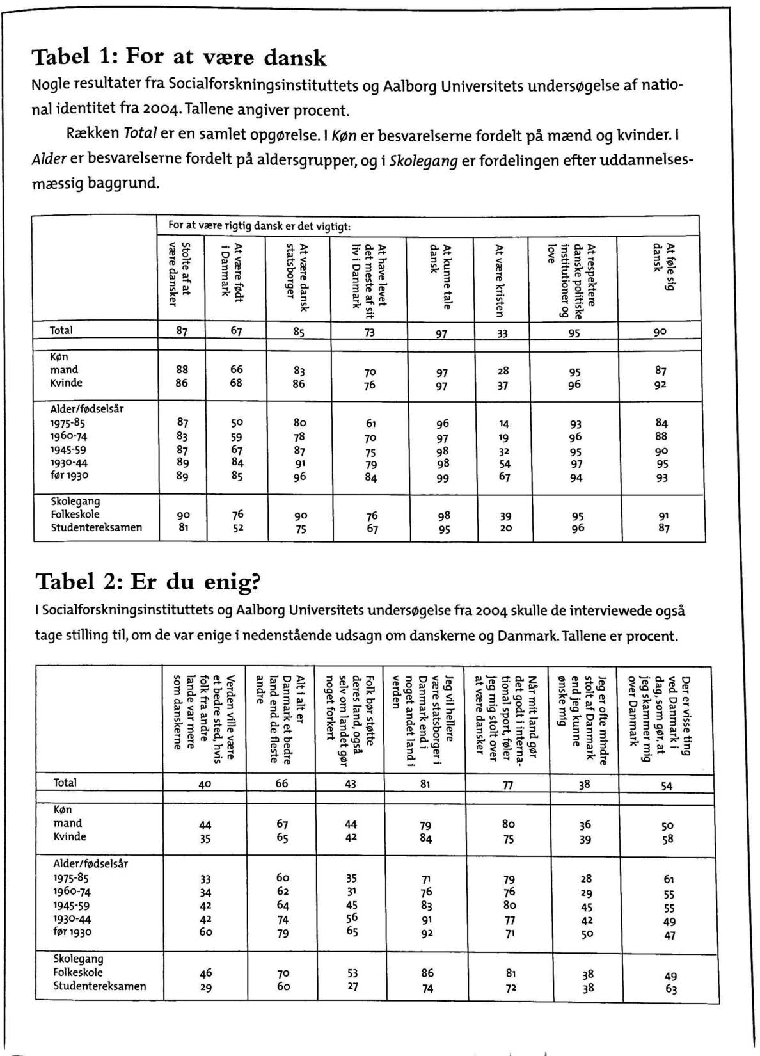 Tabel 1: For at være dansk
Nogle resultater fra Socialforskningsinstituttets og Aalborg Universitets undersøgelse af natio-
nal identitet fra 2004. Tallene angiver procent.
Rækken Total er en samlet opgørelse. I Køn er besvarelserne fordelt på mænd og kvinder. I
Alder er besvarelserne fordelt på aldersgrupper, og i Skolegang er fordelingen efter uddannelses-
mæssig baggrund.
For at være rigtig dansk er det vigtigt:
Stolte af at
være dansker
At være født
i Danmark
At være dansk
statsborger
At have levet
det meste af sit
liv i Danmark
At kunne tale
dansk
At være kristen
At respektere
danske politiske
institutioner og
love
At føle sig
dansk
Total 87 67 85 73 97 33 95 90
Køn
mand 88 66 83 70 97 28 95 87
Kvinde 86 68 86 76 97 37 96 92
Alder/fødselsår
1975-85 87 50 80 61 96 14 93 84
1960-74 83 59 78 70 97 19 96 88
1945-59 87 67 87 75 98 32 95 90
1930-44 89 84 91 79 98 54 97 95
før 1930 89 85 96 84 99 67 94 93
Skolegang
Folkeskole 90 76 90 76 98 39 95 91
Studentereksamen 81 52 75 67 95 20 96 87
Tabel 2: Er du enig?
I Socialforskningsinstituttets og Aalborg Universitets undersøgelse fra 2004 skulle de interviewede også
tage stilling til, om de var enige i nedenstående udsagn om danskerne og Danmark. Tallene er procent.
Verden ville være
et bedre sted, hvis
folk fra andre
lande var mere
som danskerne
Alt i alt er
Danmark et bedre
land end de fleste
andre
Folk bør støtte
deres land, også
selv om landet gør
noget forkert
Jeg vil hellere
være statsborger i
Danmark end i
noget andet land i
verden
Når mit land gør
det godt i interna-
tional sport, føler
jeg mig stolt over
at være dansker
Jeg er ofte mindre
stolt af Danmark
end jeg kunne
ønske mig
Der er visse ting
ved Danmark i
dag, som gør, at
jeg skammer mig
over Danmark
Total 40 66 43 81 77 38 54
Køn
mand 44 67 44 79 80 36 50
Kvinde 35 65 42 84 75 39 58
Alder/fødselsår
1975-85 33 60 35 71 79 28 61
1960-74 34 62 31 76 76 29 55
1945-59 42 64 45 83 80 45 55
1930-44 42 74 56 91 77 42 49
før 1930 60 79 65 92 71 50 47
Skolegang
Folkeskole 46 70 53 86 81 38 49
Studentereksamen 29 60 27 74 72 38 63